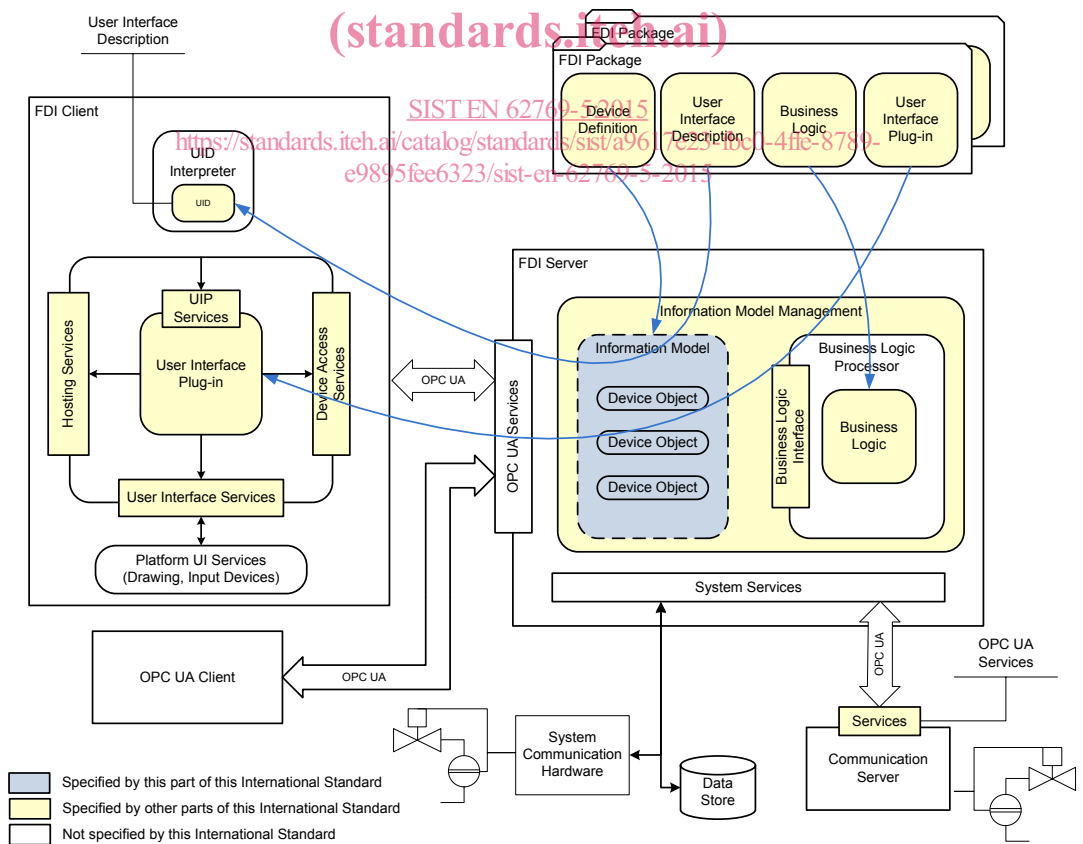 (standards.iteh.ai)
SIST EN 62769-5:2015
https://standards.iteh.ai/catalog/standards/sist/a9617e23-1bc0-4ffe-8789-
e9895fee6323/sist-en-62769-5-2015
User Interface
Description
FDI Package
FDI Package
Device
Definition
User
Interface
Description
Business
Logic
User
Interface
Plug-in
FDI Client
UID
Interpreter
UID
UIP
Services
Hosting Services
User Interface
Plug-in
Device Access
Services
User Interface Services
Platform UI Services
(Drawing, Input Devices)
OPC UA
FDI Server
OPC UA Services
Information Model Management
Information Model
Device Object
Device Object
Device Object
Business Logic
Processor
Business Logic
Interface
Business
Logic
System Services
OPC UA Client
OPC UA
OPC UA
OPC UA
Services
System
Communication
Hardware
Data
Store
Services
Communication
Server
Specified by this part of this International Standard
Specified by other parts of this International Standard
Not specified by this International Standard